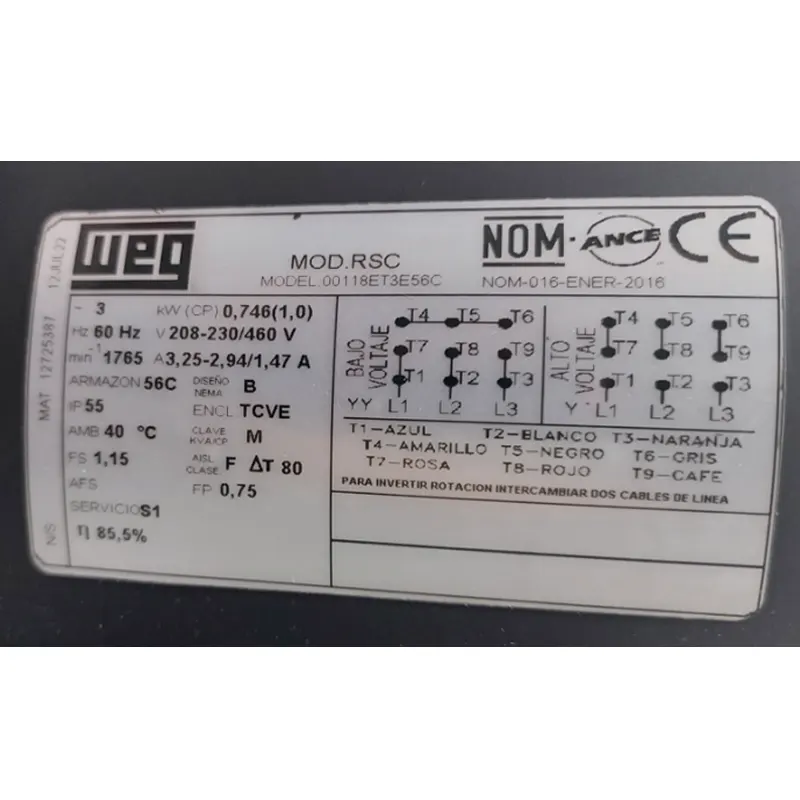 weg
MOD.RSC
MODEL.00118ET3E56C
NOM-ANCE CE
NOM-016-ENER-2016
MAT 12725387 12JUL22
N/S
~ 3 kW (CP) 0,746(1,0)
Hz 60 Hz V 208-230/460 V
min-1 1765 A 3,25-2,94/1,47 A
ARMAZON 56C DISEÑO NEMA B
IP 55 ENCL TCVE
AMB 40 °C CLAVE KVA/CP M
FS 1,15 AISL CLASE F ΔT 80
AFS FP 0,75
SERVICIO S1
η 85,5%
BAJO VOLTAJE
T4 T5 T6
T7 T8 T9
T1 T2 T3
YY L1 L2 L3
ALTO VOLTAJE
T4 T5 T6
T7 T8 T9
T1 T2 T3
Y L1 L2 L3
T1-AZUL T2-BLANCO T3-NARANJA
T4-AMARILLO T5-NEGRO T6-GRIS
T7-ROSA T8-ROJO T9-CAFE
PARA INVERTIR ROTACION INTERCAMBIAR DOS CABLES DE LINEA